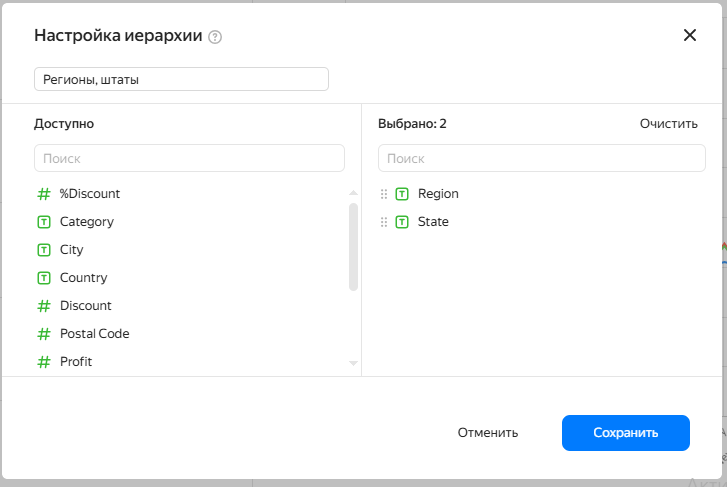 Настройка иерархии ?
Регионы, штаты
Доступно
Поиск
# %Discount
T Category
T City
T Country
# Discount
# Postal Code
# Profit
Выбрано: 2 Очистить
Поиск
T Region
T State
Отменить Сохранить